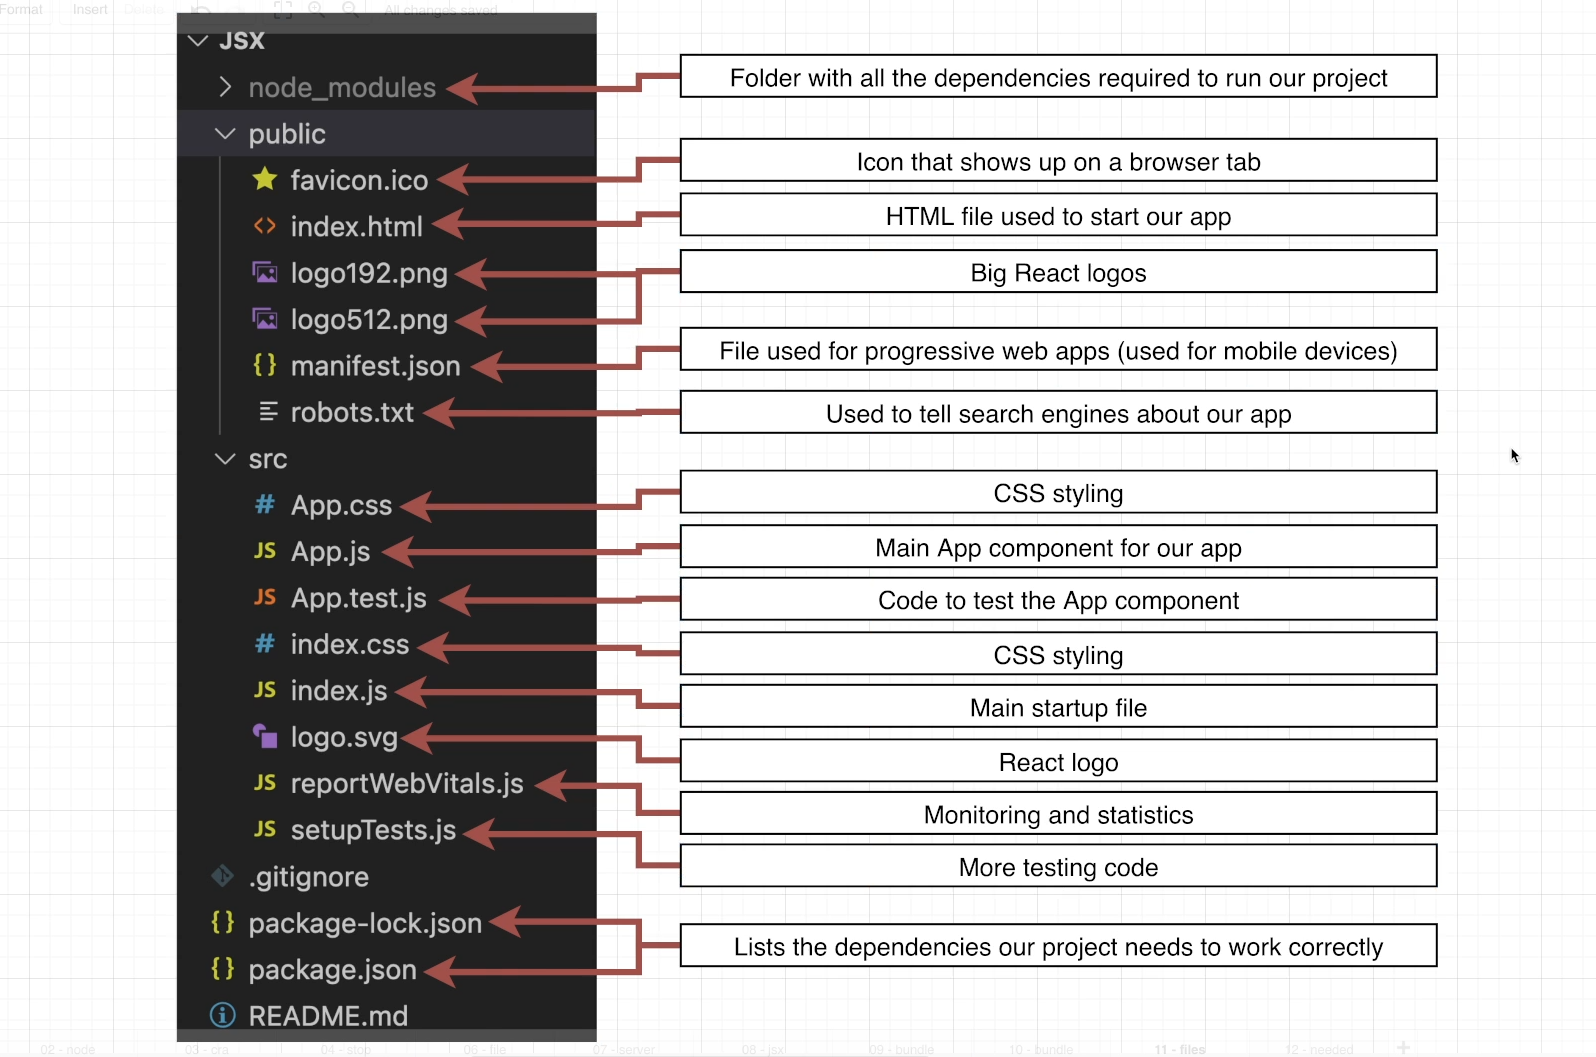 Format Insert Delete All changes saved
JSX
node_modules
Folder with all the dependencies required to run our project
public
favicon.ico
Icon that shows up on a browser tab
index.html
HTML file used to start our app
logo192.png
Big React logos
logo512.png
manifest.json
File used for progressive web apps (used for mobile devices)
robots.txt
Used to tell search engines about our app
src
# App.css
CSS styling
JS App.js
Main App component for our app
JS App.test.js
Code to test the App component
# index.css
CSS styling
JS index.js
Main startup file
logo.svg
React logo
JS reportWebVitals.js
Monitoring and statistics
JS setupTests.js
More testing code
.gitignore
{} package-lock.json
Lists the dependencies our project needs to work correctly
{} package.json
README.md
02 - node 03 - cra 04 - stop 06 - file 07 - server 08 - jsx 09 - bundle 10 - bundle 11 - files 12 - needed